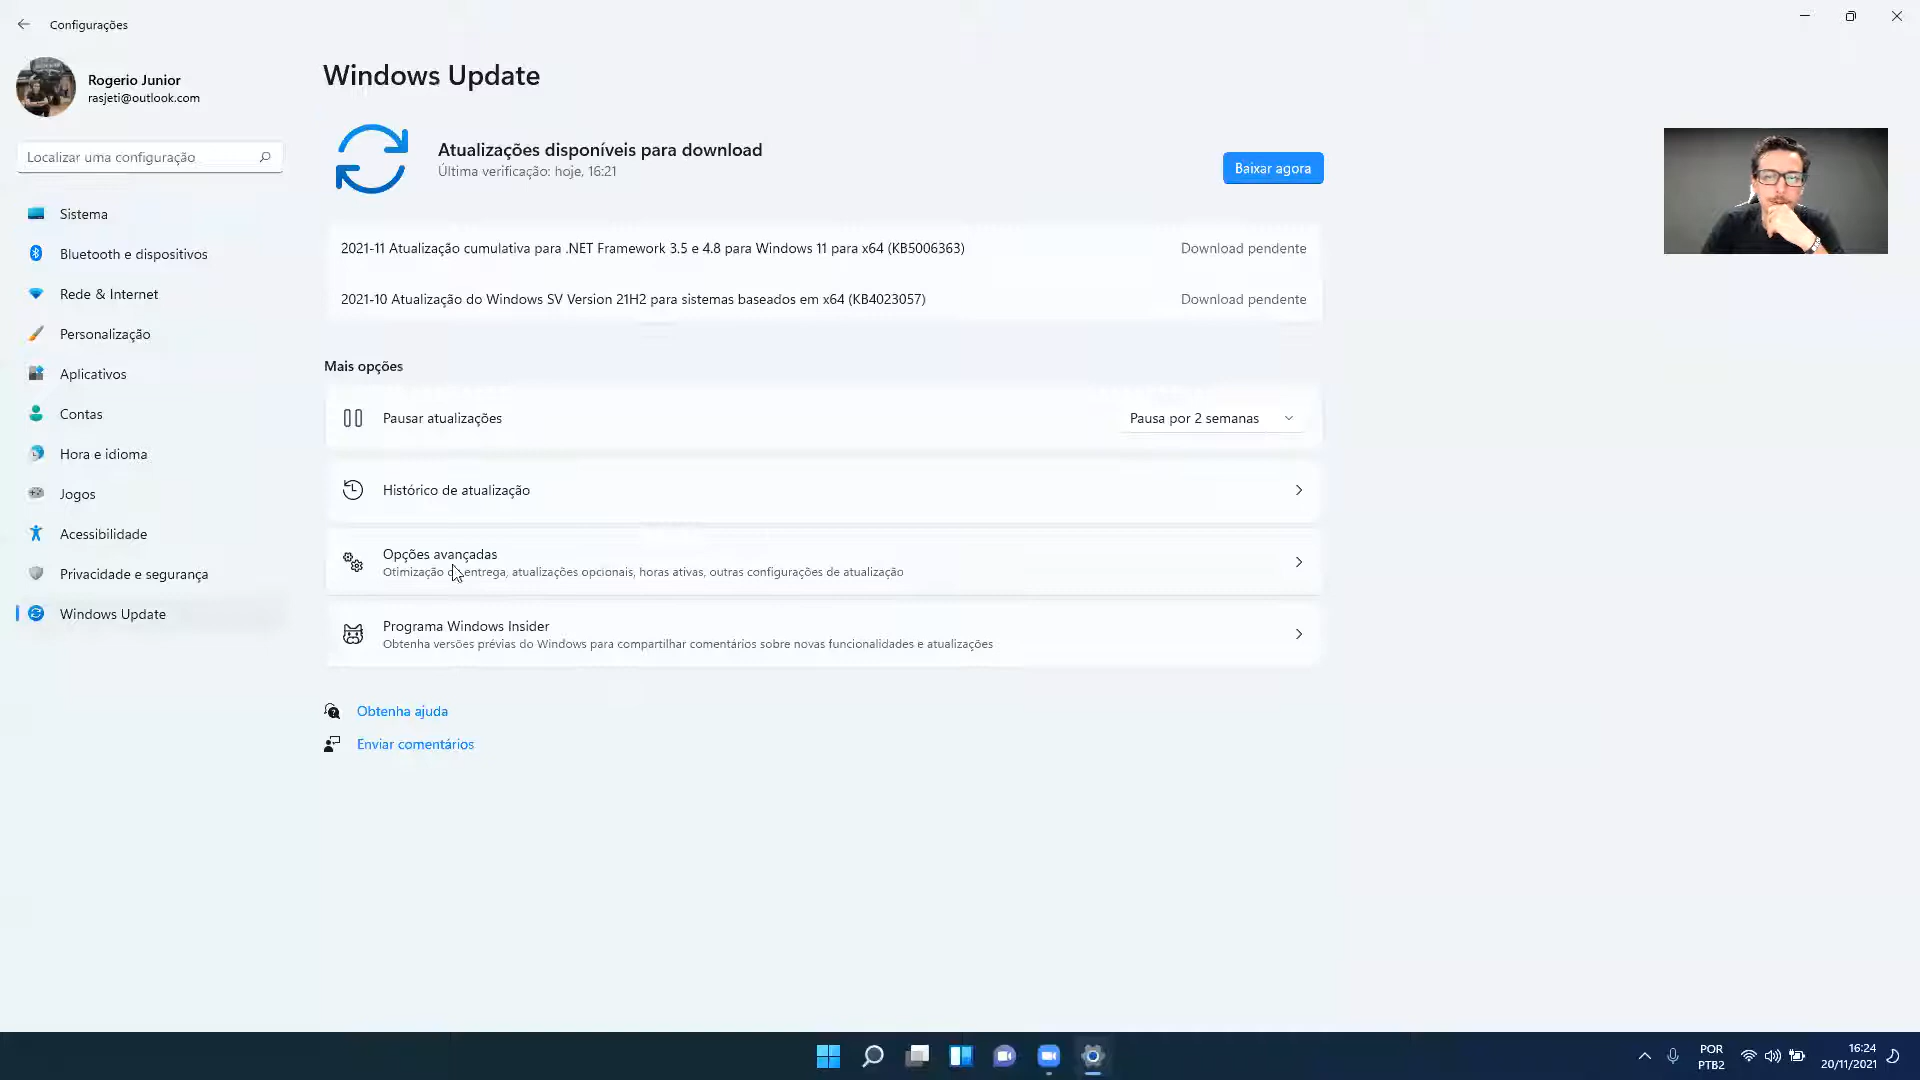 Configurações
Rogerio Junior
rasjeti@outlook.com
Localizar uma configuração
Sistema
Bluetooth e dispositivos
Rede & Internet
Personalização
Aplicativos
Contas
Hora e idioma
Jogos
Acessibilidade
Privacidade e segurança
Windows Update
Windows Update
Atualizações disponíveis para download
Última verificação: hoje, 16:21
Baixar agora
2021-11 Atualização cumulativa para .NET Framework 3.5 e 4.8 para Windows 11 para x64 (KB5006363)
Download pendente
2021-10 Atualização do Windows SV Version 21H2 para sistemas baseados em x64 (KB4023057)
Download pendente
Mais opções
Pausar atualizações
Pausa por 2 semanas
Histórico de atualização
Opções avançadas
Otimização de entrega, atualizações opcionais, horas ativas, outras configurações de atualização
Programa Windows Insider
Obtenha versões prévias do Windows para compartilhar comentários sobre novas funcionalidades e atualizações
Obtenha ajuda
Enviar comentários
POR
PTB2
16:24
20/11/2021